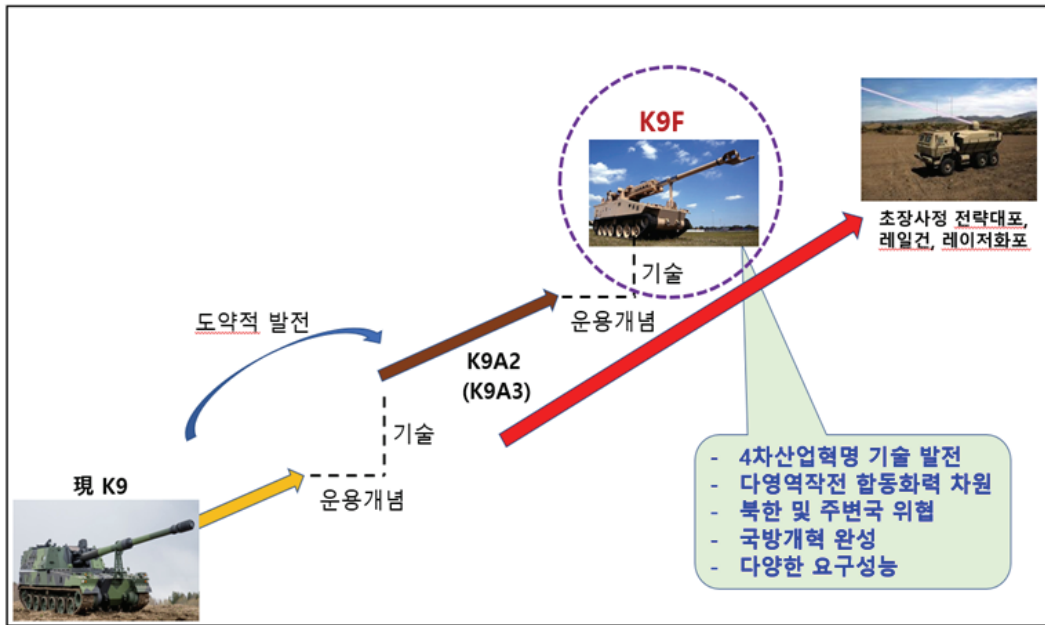 K9F
초장사정 전략대포,
레일건, 레이저화포
기술
운용개념
도약적 발전
K9A2
(K9A3)
기술
운용개념
現 K9
- 4차산업혁명 기술 발전
- 다영역작전 합동화력 차원
- 북한 및 주변국 위협
- 국방개혁 완성
- 다양한 요구성능